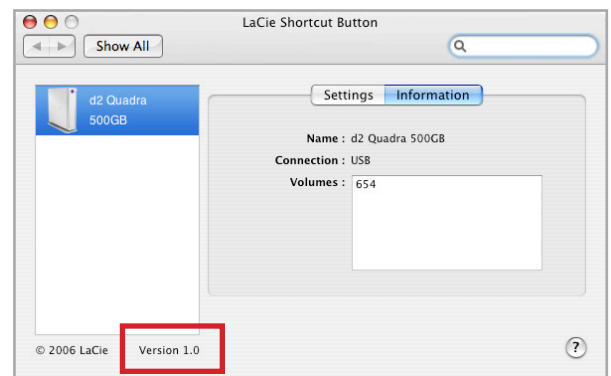 LaCie Shortcut Button
Show All
d2 Quadra
500GB
Settings Information
Name : d2 Quadra 500GB
Connection : USB
Volumes : 654
© 2006 LaCie Version 1.0
?